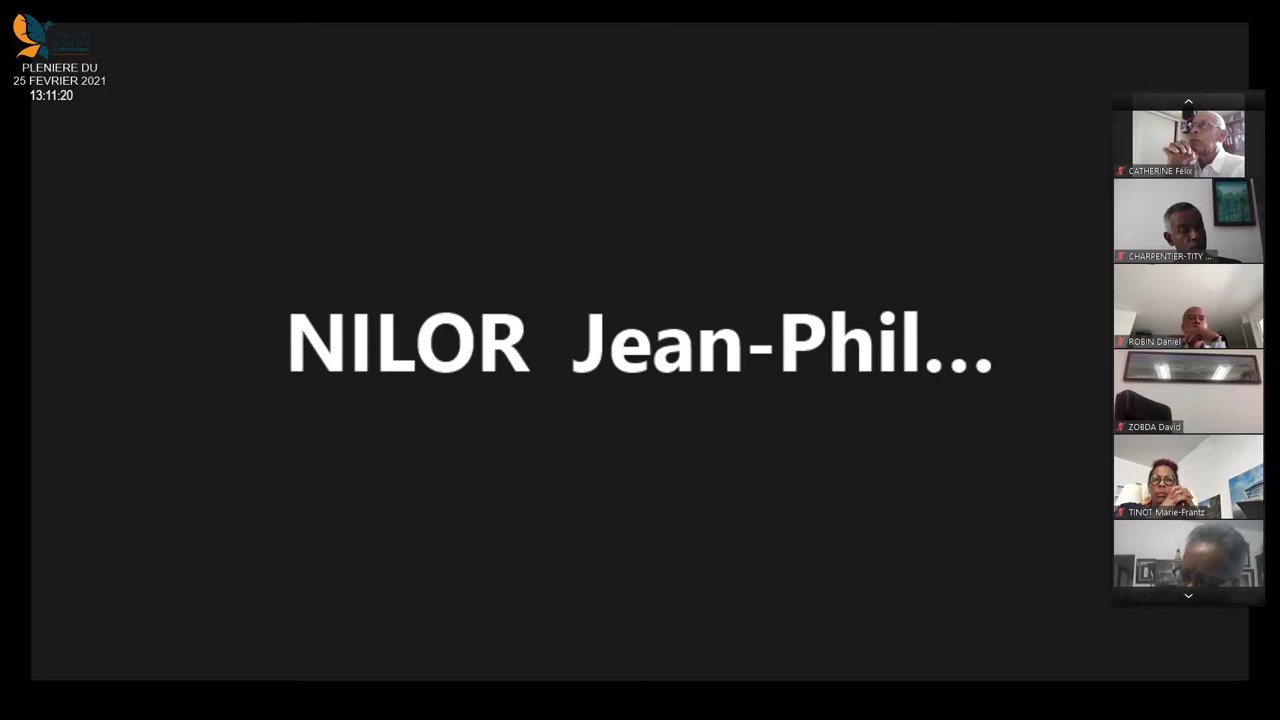 PLENIERE DU
25 FEVRIER 2021
13:11:20
NILOR Jean-Phil...
CATHERINE Félix
CHARPENTIER-TITY ...
ROBIN Daniel
ZOBDA David
TINOT Marie-Frantz